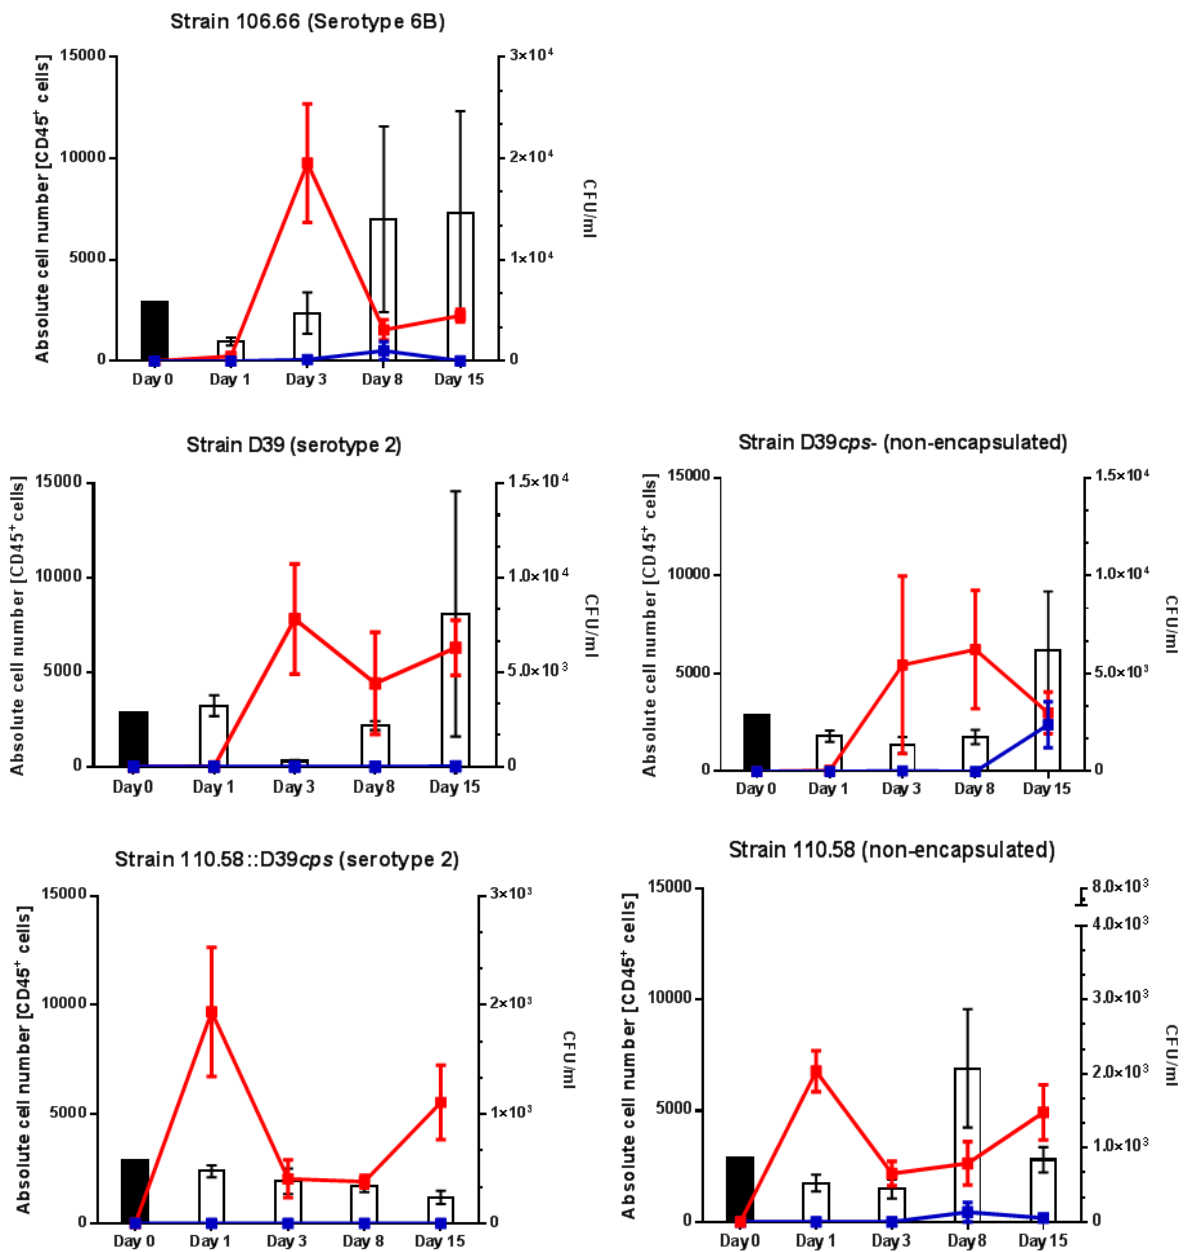 Strain 106.66 (Serotype 6B)
Absolute cell number [CD45⁺ cells]
15000
10000
5000
0
3×10⁴
2×10⁴
1×10⁴
0
CFU/ml
Day 0 Day 1 Day 3 Day 8 Day 15
Strain D39 (serotype 2)
Absolute cell number [CD45⁺ cells]
15000
10000
5000
0
1.5×10⁴
1.0×10⁴
5.0×10³
0
CFU/ml
Day 0 Day 1 Day 3 Day 8 Day 15
Strain D39cps- (non-encapsulated)
Absolute cell number [CD45⁺ cells]
15000
10000
5000
0
1.5×10⁴
1.0×10⁴
5.0×10³
0
CFU/ml
Day 0 Day 1 Day 3 Day 8 Day 15
Strain 110.58::D39cps (serotype 2)
Absolute cell number [CD45⁺ cells]
15000
10000
5000
0
3×10³
2×10³
1×10³
0
CFU/ml
Day 0 Day 1 Day 3 Day 8 Day 15
Strain 110.58 (non-encapsulated)
Absolute cell number [CD45⁺ cells]
15000
10000
5000
0
8.0×10³
4.0×10³
3.0×10³
2.0×10³
1.0×10³
0
CFU/ml
Day 0 Day 1 Day 3 Day 8 Day 15